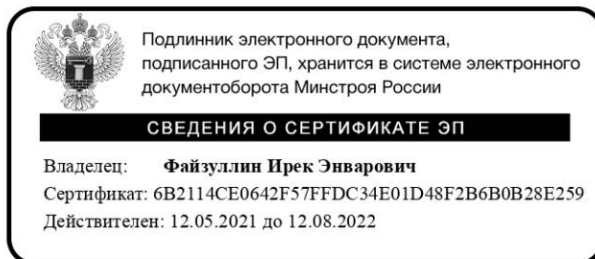 Подлинник электронного документа,
подписанного ЭП, хранится в системе электронного
документоборота Минстроя России
СВЕДЕНИЯ О СЕРТИФИКАТЕ ЭП
Владелец: Файзуллин Ирек Энварович
Сертификат: 6B2114CE0642F57FFDC34E01D48F2B6B0B28E259
Действителен: 12.05.2021 до 12.08.2022